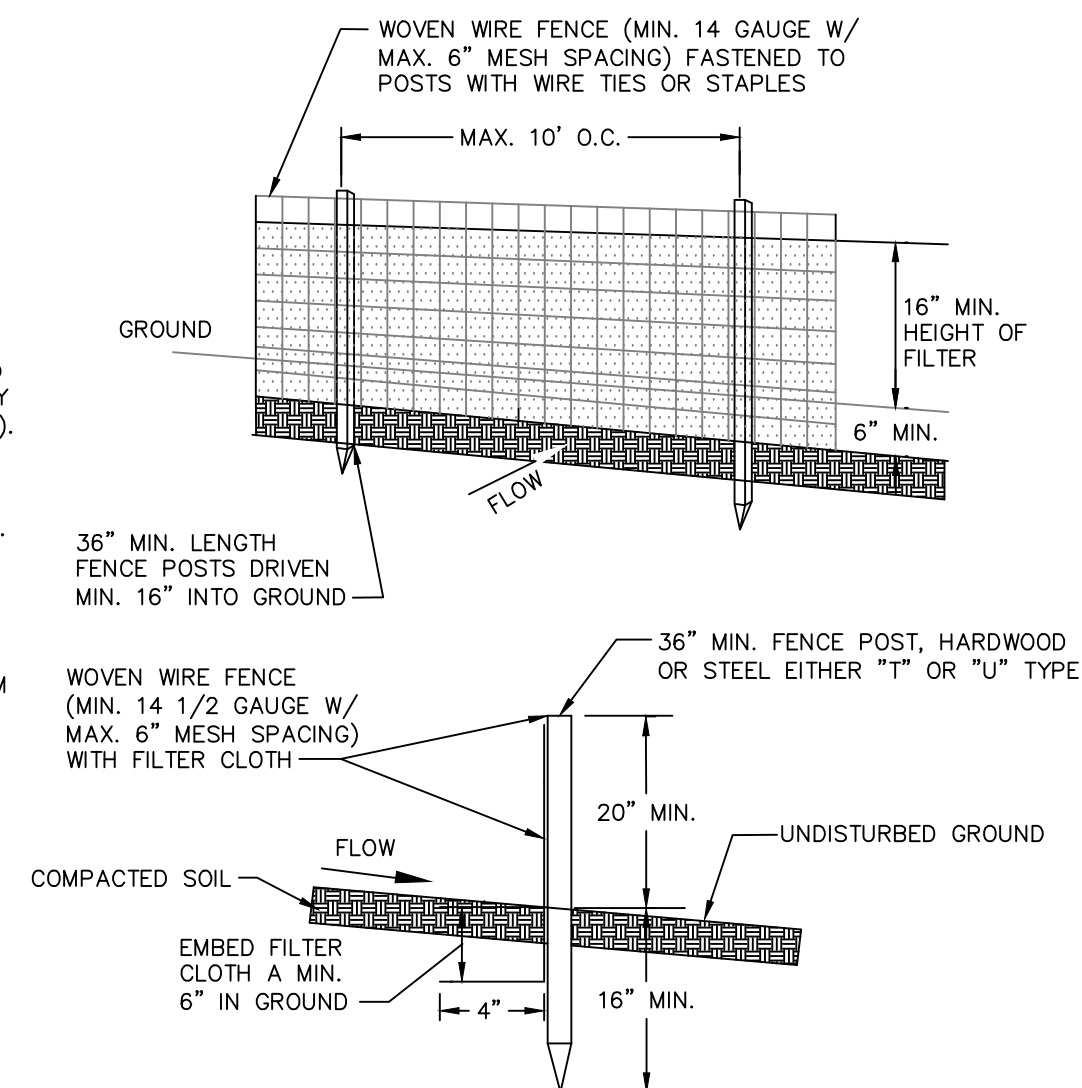 WOVEN WIRE FENCE (MIN. 14 GAUGE W/
MAX. 6” MESH SPACING) FASTENED TO
POSTS WITH WIRE TIES OR STAPLES
MAX. 10’ O.C.
GROUND
16” MIN.
HEIGHT OF
FILTER
6” MIN.
FLOW
36” MIN. LENGTH
FENCE POSTS DRIVEN
MIN. 16” INTO GROUND
36” MIN. FENCE POST, HARDWOOD
OR STEEL EITHER ”T” OR ”U” TYPE
WOVEN WIRE FENCE
(MIN. 14 1/2 GAUGE W/
MAX. 6” MESH SPACING)
WITH FILTER CLOTH
20” MIN.
UNDISTURBED GROUND
FLOW
COMPACTED SOIL
EMBED FILTER
CLOTH A MIN.
6” IN GROUND
4”
16” MIN.